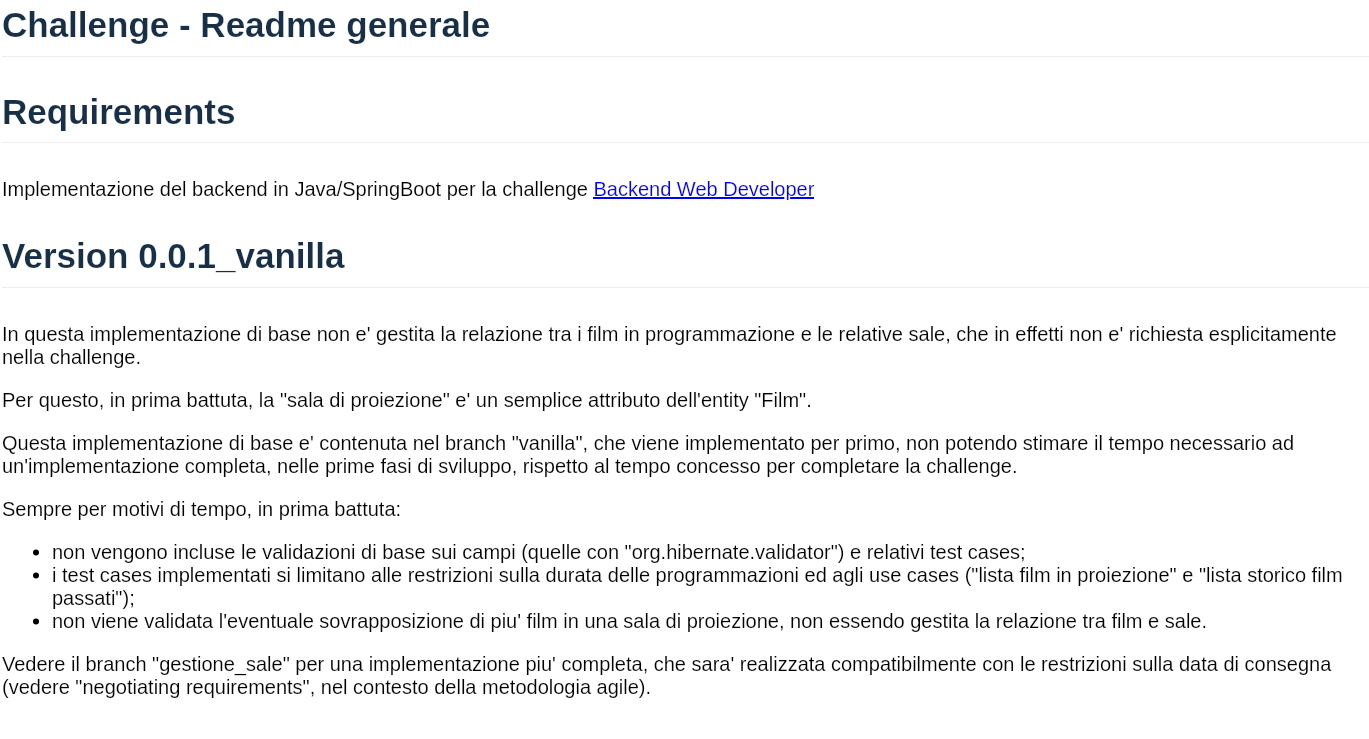 Challenge - Readme generale
Requirements
Implementazione del backend in Java/SpringBoot per la challenge Backend Web Developer
Version 0.0.1_vanilla
In questa implementazione di base non e' gestita la relazione tra i film in programmazione e le relative sale, che in effetti non e' richiesta esplicitamente
nella challenge.
Per questo, in prima battuta, la "sala di proiezione" e' un semplice attributo dell'entity "Film".
Questa implementazione di base e' contenuta nel branch "vanilla", che viene implementato per primo, non potendo stimare il tempo necessario ad
un'implementazione completa, nelle prime fasi di sviluppo, rispetto al tempo concesso per completare la challenge.
Sempre per motivi di tempo, in prima battuta:
• non vengono incluse le validazioni di base sui campi (quelle con "org.hibernate.validator") e relativi test cases;
• i test cases implementati si limitano alle restrizioni sulla durata delle programmazioni ed agli use cases ("lista film in proiezione" e "lista storico film
passati");
• non viene validata l'eventuale sovrapposizione di piu' film in una sala di proiezione, non essendo gestita la relazione tra film e sale.
Vedere il branch "gestione_sale" per una implementazione piu' completa, che sara' realizzata compatibilmente con le restrizioni sulla data di consegna
(vedere "negotiating requirements", nel contesto della metodologia agile).